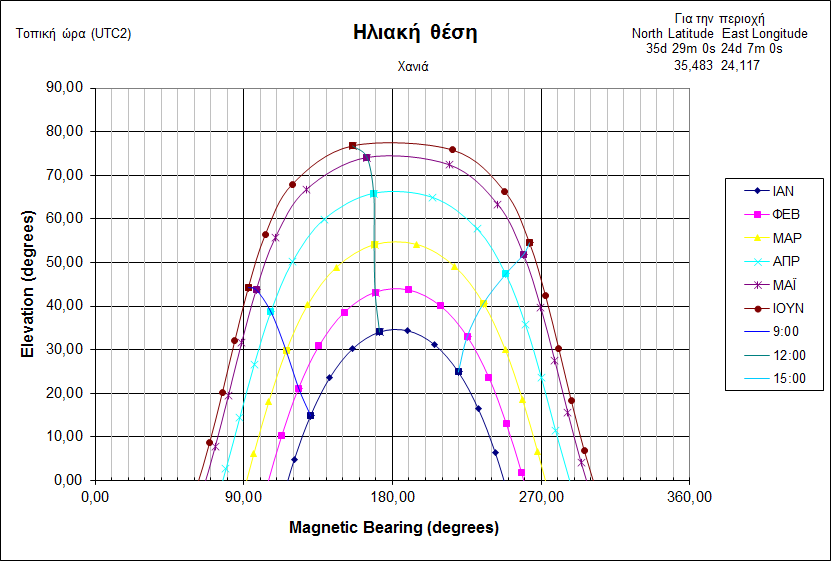 Τοπική ώρα (UTC2)
Ηλιακή θέση
Χανιά
Για την περιοχή
North Latitude East Longitude
35d 29m 0s 24d 7m 0s
35,483 24,117
Elevation (degrees)
90,00
80,00
70,00
60,00
50,00
40,00
30,00
20,00
10,00
0,00
0,00 90,00 180,00 270,00 360,00
Magnetic Bearing (degrees)
ΙΑΝ
ΦΕΒ
ΜΑΡ
ΑΠΡ
ΜΑΪ
ΙΟΥΝ
9:00
12:00
15:00